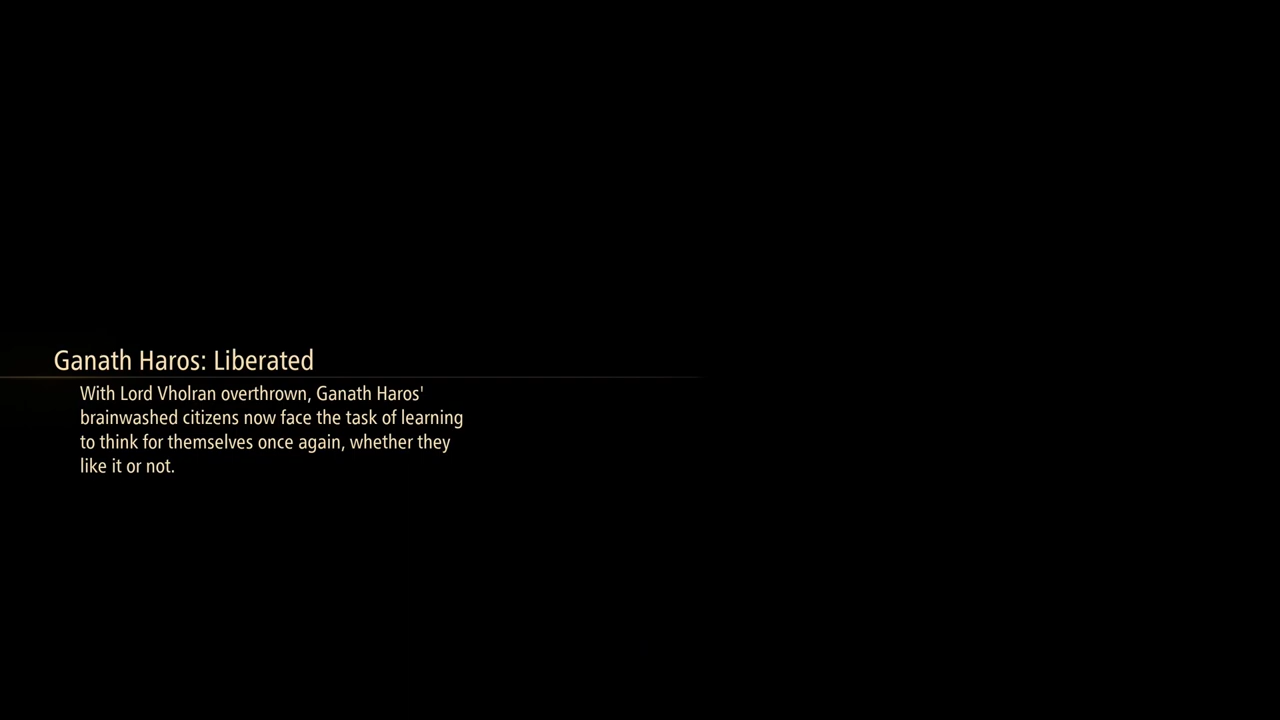 Ganath Haros: Liberated
With Lord Vholran overthrown, Ganath Haros'
brainwashed citizens now face the task of learning
to think for themselves once again, whether they
like it or not.